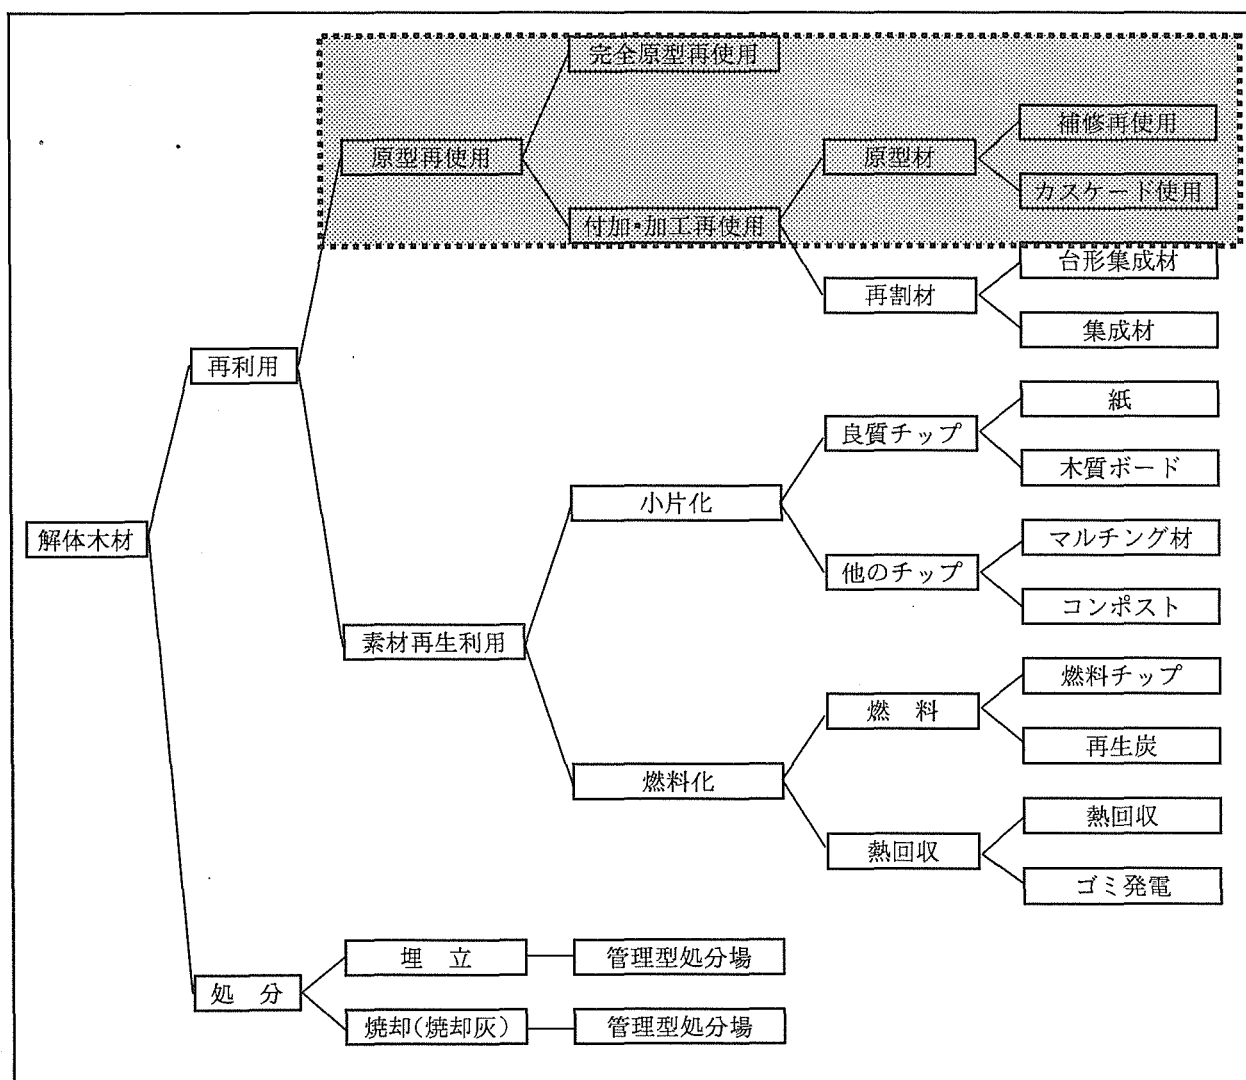 完全原型再使用
補修再使用
原型再使用
原型材
カスケード使用
付加・加工再使用
台形集成材
再割材
集成材
再利用
紙
良質チップ
木質ボード
小片化
解体木材
マルチング材
他のチップ
コンポスト
素材再生利用
燃料チップ
燃　料
再生炭
燃料化
熱回収
熱回収
ゴミ発電
埋　立
管理型処分場
処　分
焼却(焼却灰)
管理型処分場